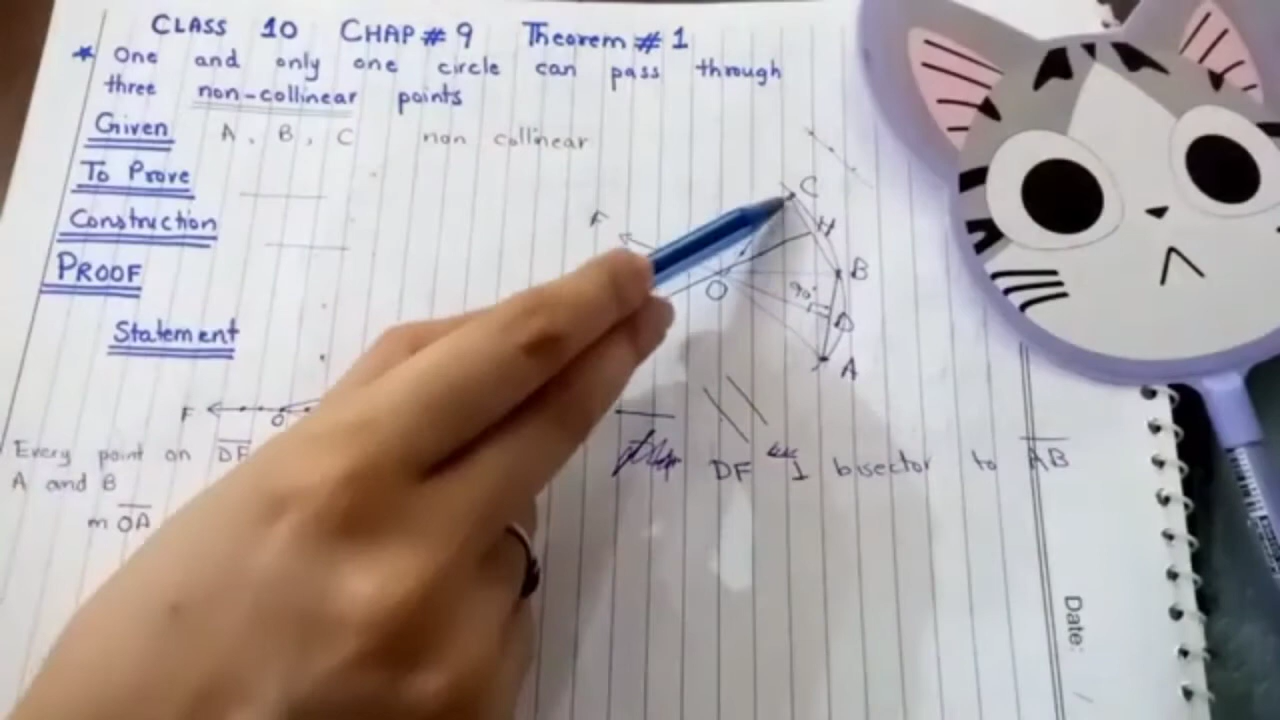 CLASS 10 CHAP # 9 Theorem # 1
* One and only one circle can pass through
three non-collinear points
Given A, B, C non collinear
To Prove
Construction
PROOF
Statement
C
H
F
B
O
90°
D
A
F O
Every point on DF
DF ⊥ bisector to AB
A and B
m OA
Date: